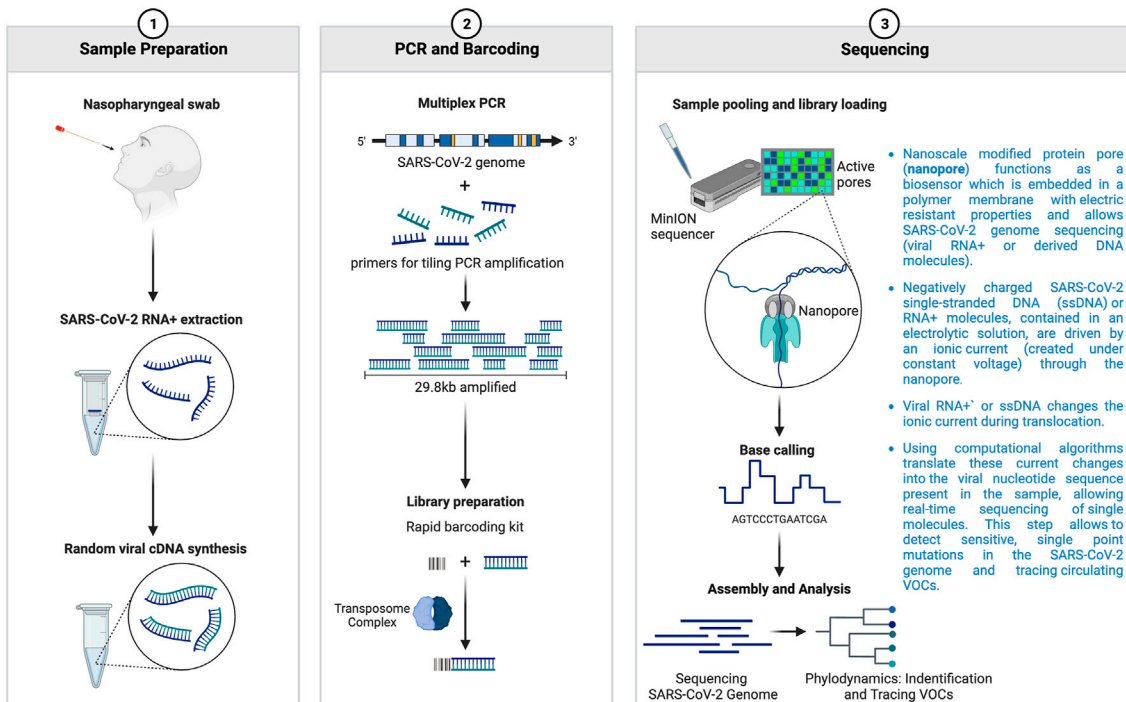 1
Sample Preparation
Nasopharyngeal swab
SARS-CoV-2 RNA+ extraction
Random viral cDNA synthesis
2
PCR and Barcoding
Multiplex PCR
5' 3'
SARS-CoV-2 genome
+
primers for tiling PCR amplification
29.8kb amplified
Library preparation
Rapid barcoding kit
+
Transposome
Complex
3
Sequencing
Sample pooling and library loading
Active
pores
MinION
sequencer
Nanopore
Base calling
AGTCCCTGAATCGA
Assembly and Analysis
Sequencing
SARS-CoV-2 Genome
Phylodynamics: Indentification
and Tracing VOCs
• Nanoscale modified protein pore
(nanopore) functions as a
biosensor which is embedded in a
polymer membrane with electric
resistant properties and allows
SARS-CoV-2 genome sequencing
(viral RNA+ or derived DNA
molecules).
• Negatively charged SARS-CoV-2
single-stranded DNA (ssDNA) or
RNA+ molecules, contained in an
electrolytic solution, are driven by
an ionic current (created under
constant voltage) through the
nanopore.
• Viral RNA+` or ssDNA changes the
ionic current during translocation.
• Using computational algorithms
translate these current changes
into the viral nucleotide sequence
present in the sample, allowing
real-time sequencing of single
molecules. This step allows to
detect sensitive, single point
mutations in the SARS-CoV-2
genome and tracing circulating
VOCs.